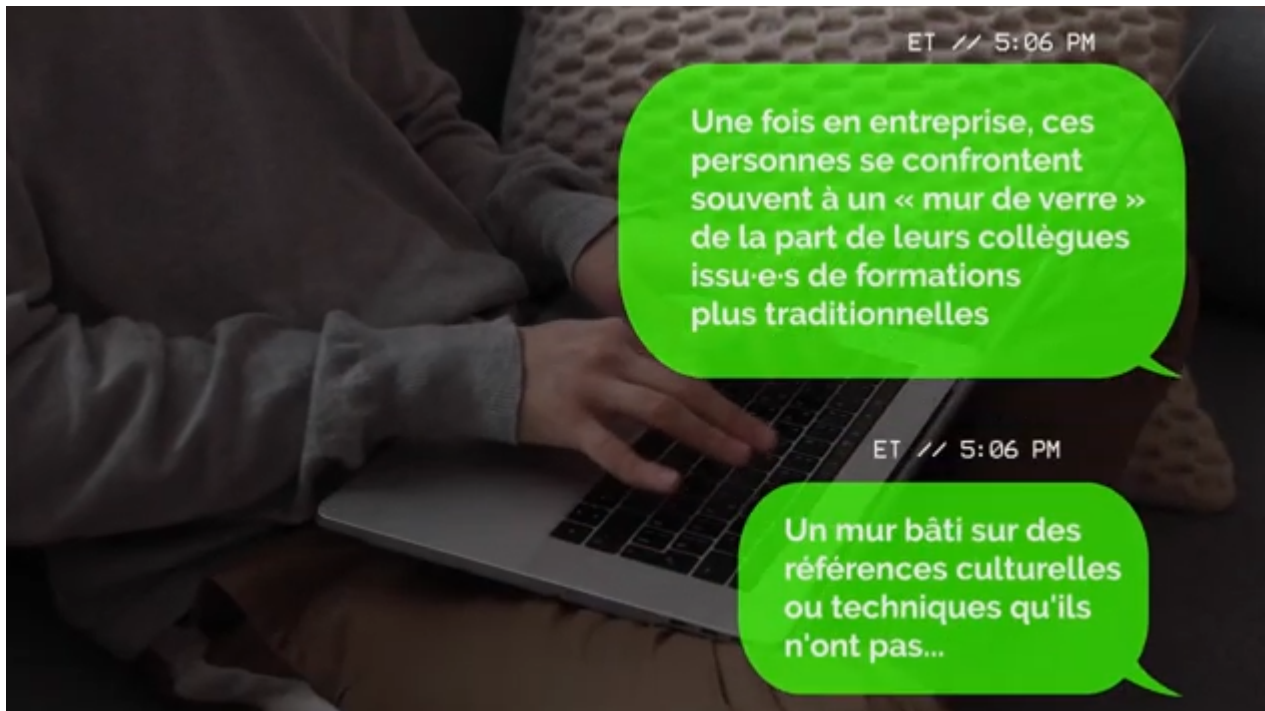 ET // 5:06 PM
Une fois en entreprise, ces
personnes se confrontent
souvent à un « mur de verre »
de la part de leurs collègues
issu·e·s de formations
plus traditionnelles
ET // 5:06 PM
Un mur bâti sur des
références culturelles
ou techniques qu'ils
n'ont pas...